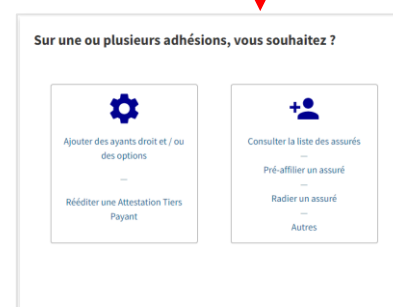 Sur une ou plusieurs adhésions, vous souhaitez ?
Ajouter des ayants droit et / ou
des options
—
Rééditer une Attestation Tiers
Payant
Consulter la liste des assurés
—
Pré-affilier un assuré
—
Radier un assuré
—
Autres